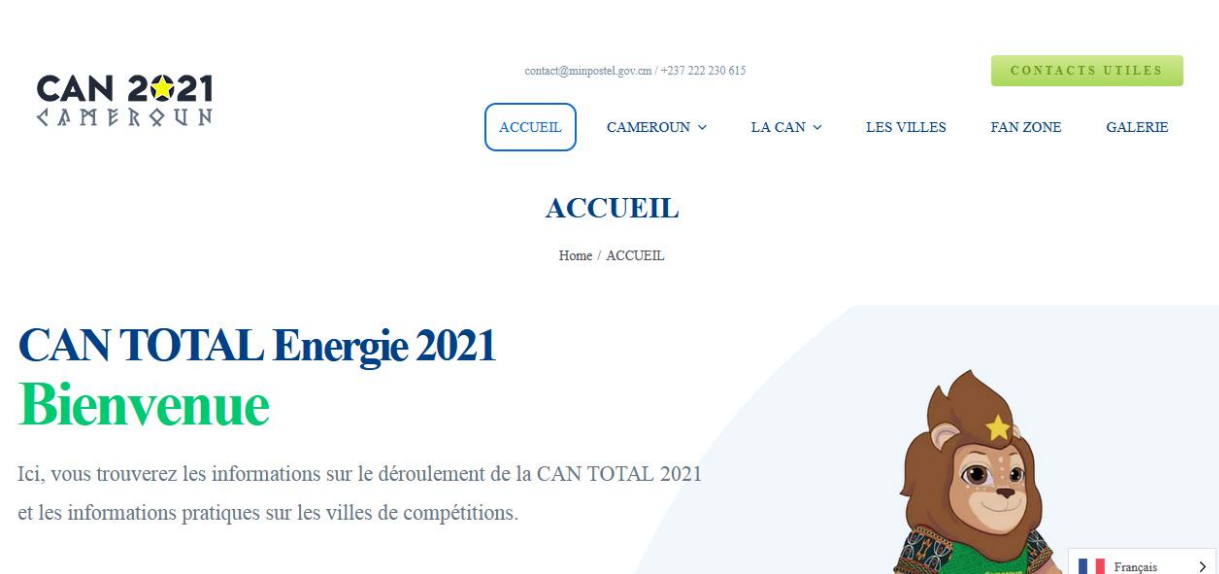 CAN 2021
CAMEROUN
contact@minpostel.gov.cm / +237 222 230 615
CONTACTS UTILES
ACCUEIL
CAMEROUN
LA CAN
LES VILLES
FAN ZONE
GALERIE
ACCUEIL
Home / ACCUEIL
CAN TOTAL Energie 2021
Bienvenue
Ici, vous trouverez les informations sur le déroulement de la CAN TOTAL 2021
et les informations pratiques sur les villes de compétitions.
Français